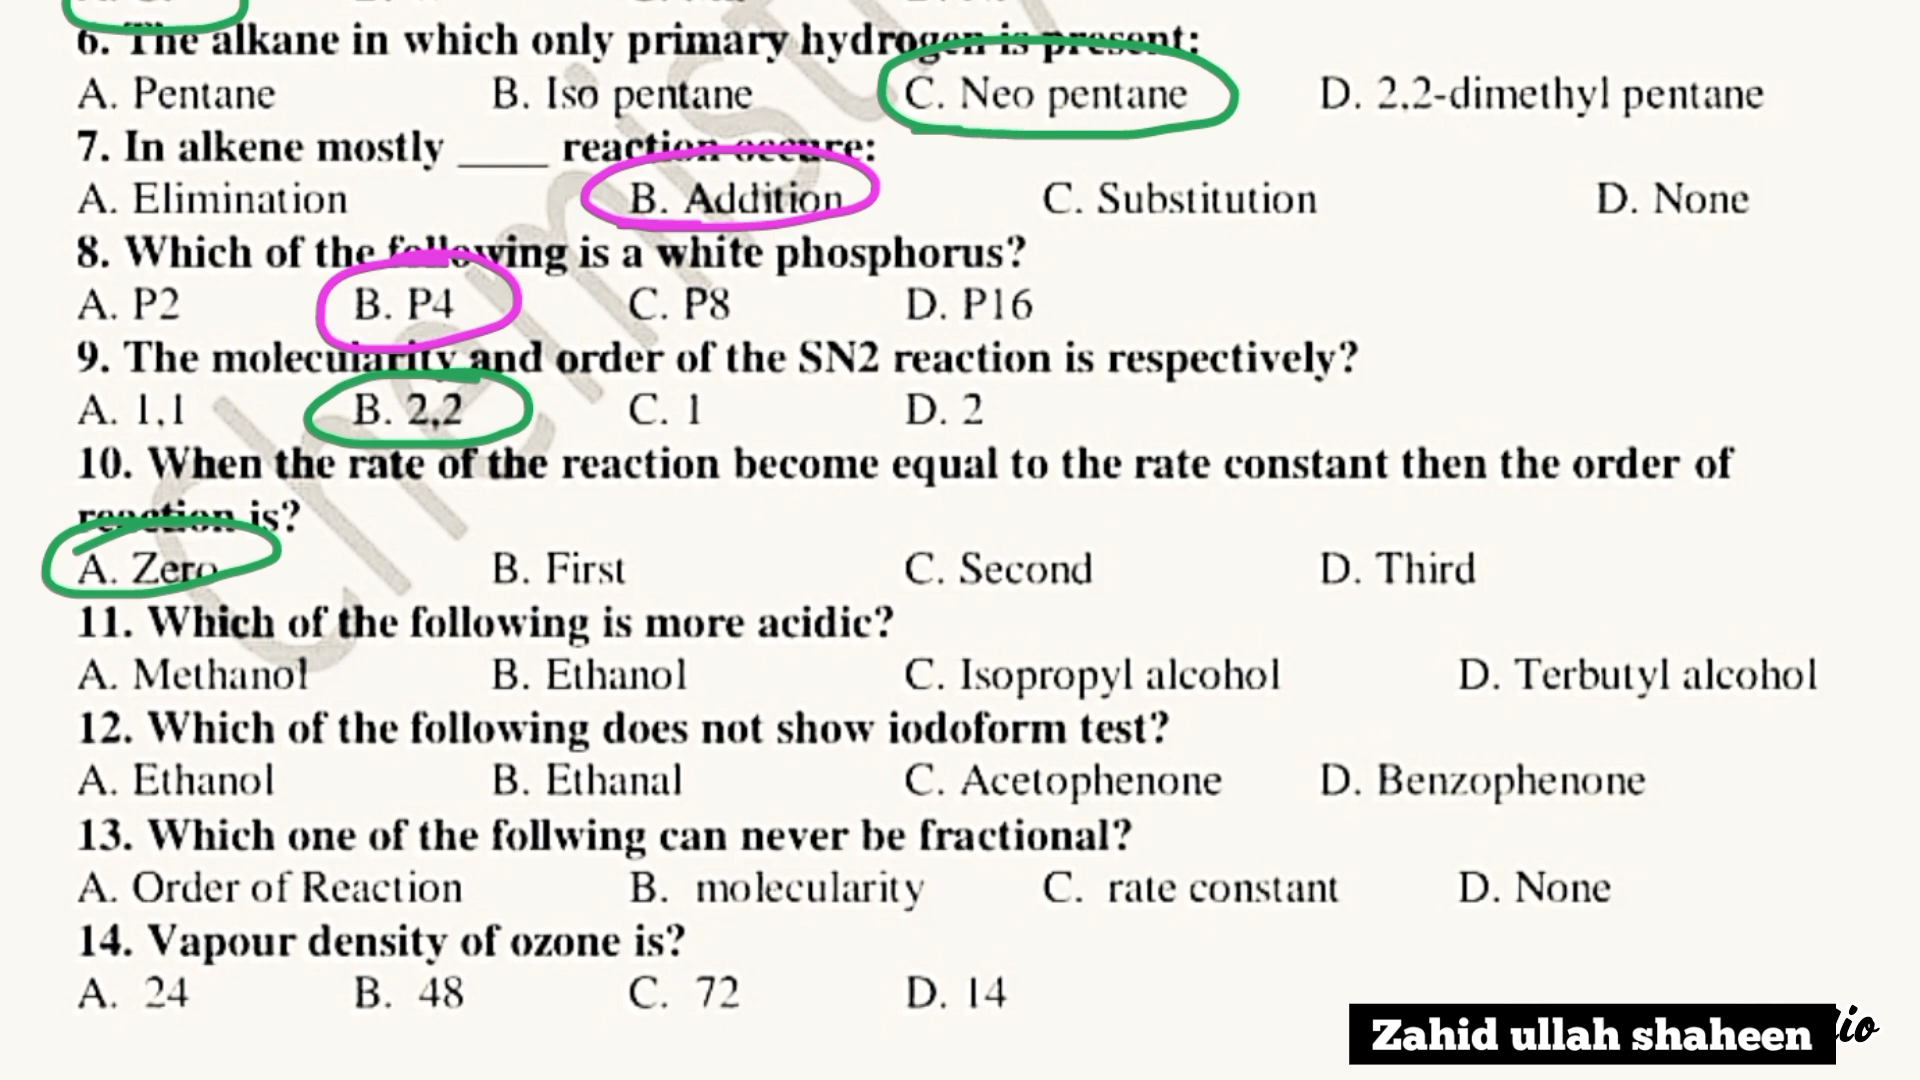 6. The alkane in which only primary hydrogen is present:
A. Pentane B. Iso pentane C. Neo pentane D. 2.2-dimethyl pentane
7. In alkene mostly ____ reaction occure:
A. Elimination B. Addition C. Substitution D. None
8. Which of the following is a white phosphorus?
A. P2 B. P4 C. P8 D. P16
9. The molecularity and order of the SN2 reaction is respectively?
A. 1,1 B. 2,2 C. 1 D. 2
10. When the rate of the reaction become equal to the rate constant then the order of
reaction is?
A. Zero B. First C. Second D. Third
11. Which of the following is more acidic?
A. Methanol B. Ethanol C. Isopropyl alcohol D. Terbutyl alcohol
12. Which of the following does not show iodoform test?
A. Ethanol B. Ethanal C. Acetophenone D. Benzophenone
13. Which one of the follwing can never be fractional?
A. Order of Reaction B. molecularity C. rate constant D. None
14. Vapour density of ozone is?
A. 24 B. 48 C. 72 D. 14
Zahid ullah shaheen